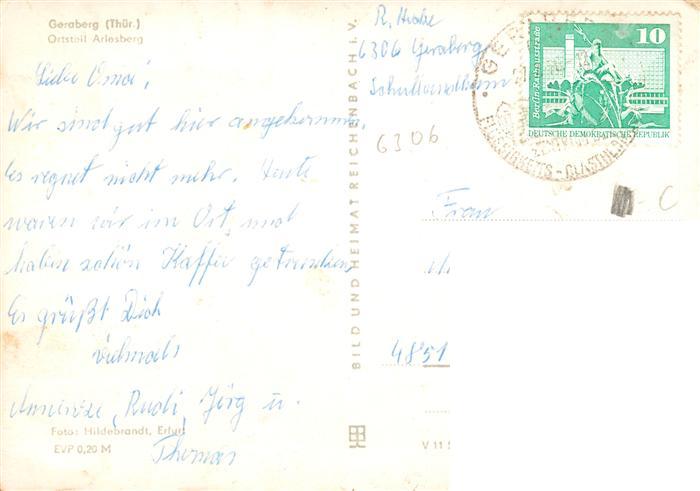 Geraberg (Thür.)
Ortsteil Arlesberg
Liebe Oma!
Wir sind gut hier angekommen.
Es regnet nicht mehr. Heute
waren wir im Ort, und
haben schön Kaffee getrunken.
Es grüßt Dich
vielmals
Annerose, Rudi, Jörg u.
Thomas
Foto: Hildebrandt, Erfurt
EVP 0,20 M
BILD UND HEIMAT REICHENBACH I. V.
V 11
R.
6306 Geraberg
6306
Frau
4851
C
10
Berlin, Rathausstraße
DEUTSCHE DEMOKRATISCHE REPUBLIK